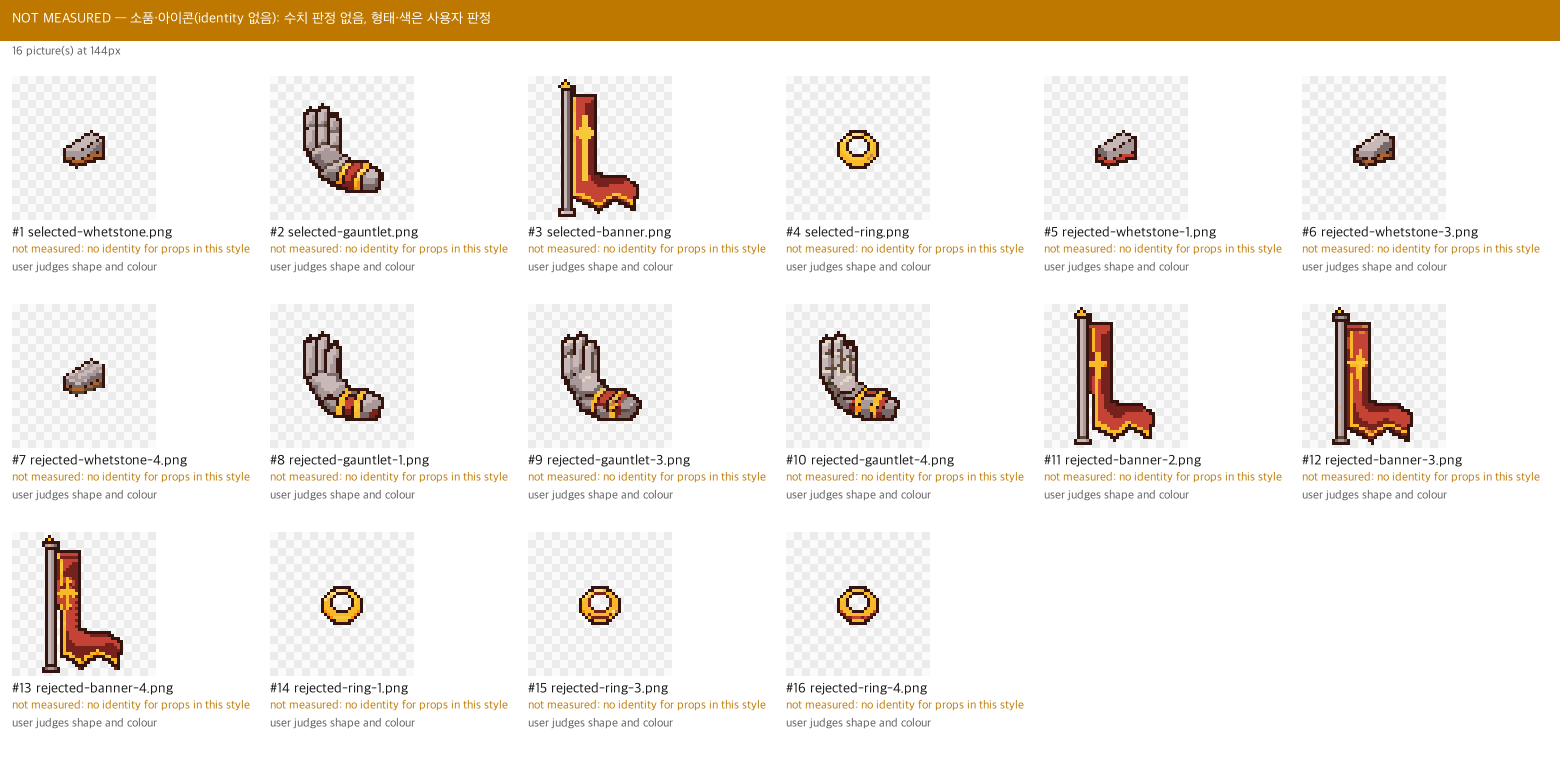 NOT MEASURED — 소품·아이콘(identity 없음): 수치 판정 없음, 형태·색은 사용자 판정
16 picture(s) at 144px
#1 selected-whetstone.png
not measured: no identity for props in this style
user judges shape and colour
#2 selected-gauntlet.png
not measured: no identity for props in this style
user judges shape and colour
#3 selected-banner.png
not measured: no identity for props in this style
user judges shape and colour
#4 selected-ring.png
not measured: no identity for props in this style
user judges shape and colour
#5 rejected-whetstone-1.png
not measured: no identity for props in this style
user judges shape and colour
#6 rejected-whetstone-3.png
not measured: no identity for props in this style
user judges shape and colour
#7 rejected-whetstone-4.png
not measured: no identity for props in this style
user judges shape and colour
#8 rejected-gauntlet-1.png
not measured: no identity for props in this style
user judges shape and colour
#9 rejected-gauntlet-3.png
not measured: no identity for props in this style
user judges shape and colour
#10 rejected-gauntlet-4.png
not measured: no identity for props in this style
user judges shape and colour
#11 rejected-banner-2.png
not measured: no identity for props in this style
user judges shape and colour
#12 rejected-banner-3.png
not measured: no identity for props in this style
user judges shape and colour
#13 rejected-banner-4.png
not measured: no identity for props in this style
user judges shape and colour
#14 rejected-ring-1.png
not measured: no identity for props in this style
user judges shape and colour
#15 rejected-ring-3.png
not measured: no identity for props in this style
user judges shape and colour
#16 rejected-ring-4.png
not measured: no identity for props in this style
user judges shape and colour